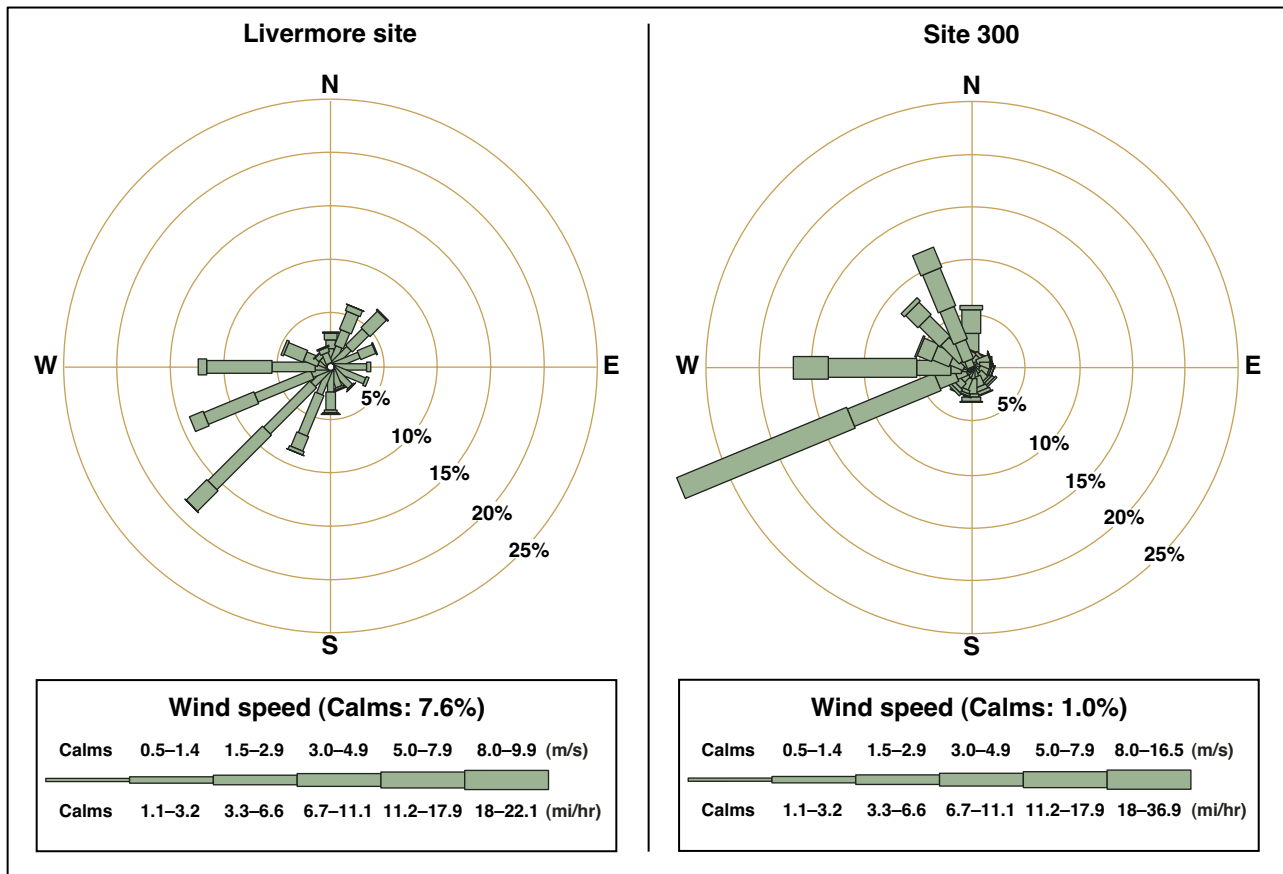 Livermore site
N
W
E
5%
10%
15%
20%
25%
S
Wind speed (Calms: 7.6%)
Calms 0.5–1.4 1.5–2.9 3.0–4.9 5.0–7.9 8.0–9.9 (m/s)
Calms 1.1–3.2 3.3–6.6 6.7–11.1 11.2–17.9 18–22.1 (mi/hr)
Site 300
N
W
E
5%
10%
15%
20%
25%
S
Wind speed (Calms: 1.0%)
Calms 0.5–1.4 1.5–2.9 3.0–4.9 5.0–7.9 8.0–16.5 (m/s)
Calms 1.1–3.2 3.3–6.6 6.7–11.1 11.2–17.9 18–36.9 (mi/hr)